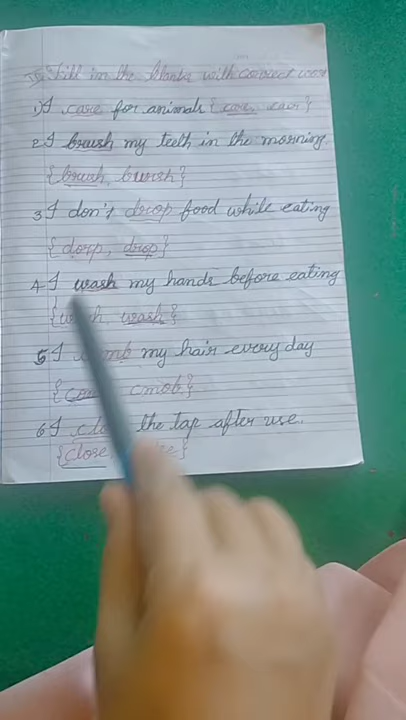 Fill in the blanks with correct word
1) I care for animals {care, cair}
2. I brush my teeth in the morning.
{brush, bursh}
3 I don't drop food while eating
{dorp, drop}
4 I wash my hands before eating
wash}
5 I my hair every day
cmob}
6 I the tap after use.
{close